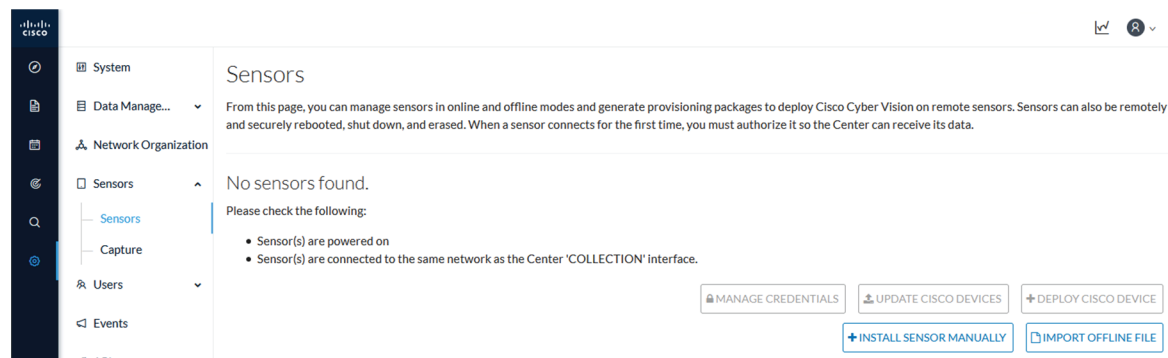 CISCO
System
Data Manage...
Network Organization
Sensors
Sensors
Capture
Users
Events
Sensors
From this page, you can manage sensors in online and offline modes and generate provisioning packages to deploy Cisco Cyber Vision on remote sensors. Sensors can also be remotely
and securely rebooted, shut down, and erased. When a sensor connects for the first time, you must authorize it so the Center can receive its data.
No sensors found.
Please check the following:
• Sensor(s) are powered on
• Sensor(s) are connected to the same network as the Center 'COLLECTION' interface.
MANAGE CREDENTIALS
UPDATE CISCO DEVICES
+ DEPLOY CISCO DEVICE
+ INSTALL SENSOR MANUALLY
IMPORT OFFLINE FILE